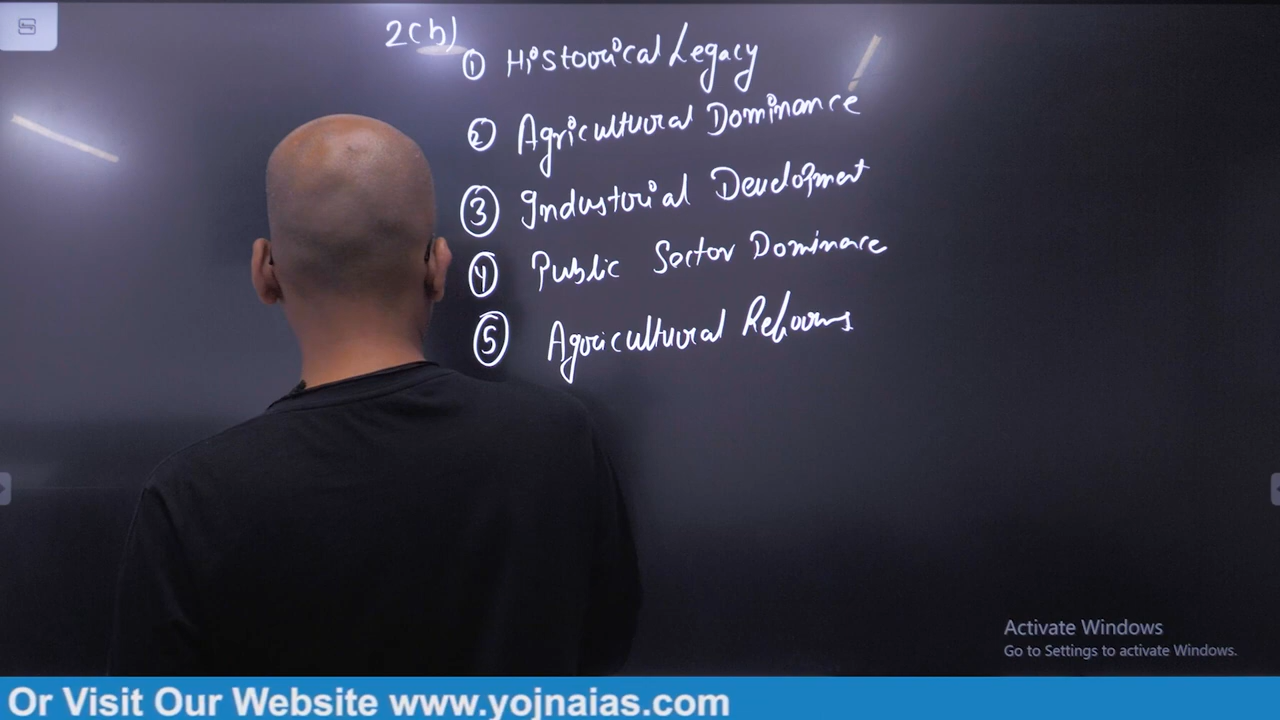 2(b)
① Historical Legacy
② Agricultural Dominance
③ Industrial Development
④ Public Sector Dominance
⑤ Agricultural Reforms
Activate Windows
Go to Settings to activate Windows.
Or Visit Our Website www.yojnaias.com